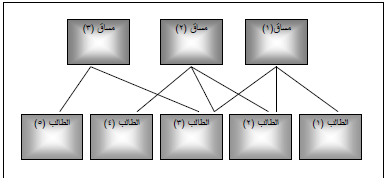 مساق(١) مساق (٢) مساق (٣)
الطالب (١) الطالب (٢) الطالب (٣) الطالب (٤) الطالب (٥)